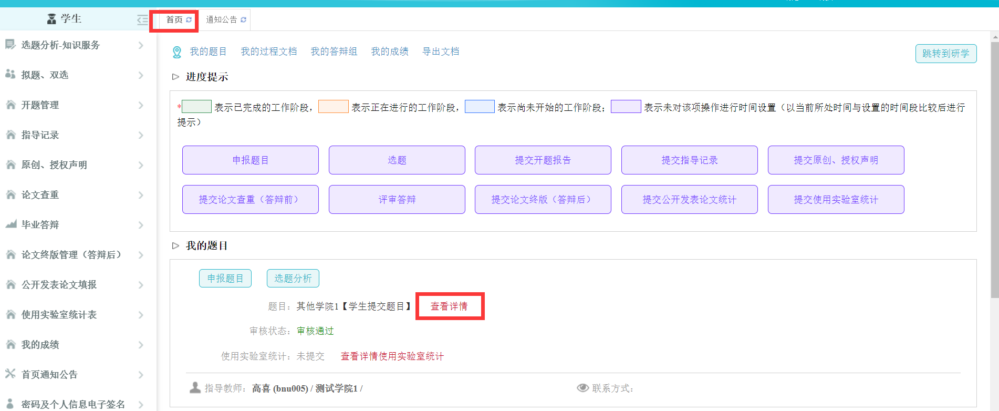 学生
首页
通知公告
选题分析-知识服务
拟题、双选
开题管理
指导记录
原创、授权声明
论文查重
毕业答辩
论文终版管理（答辩后）
公开发表论文填报
使用实验室统计表
我的成绩
首页通知公告
密码及个人信息电子签名
我的题目 我的过程文档 我的答辩组 我的成绩 导出文档
跳转到研学
进度提示
* 表示已完成的工作阶段， 表示正在进行的工作阶段， 表示尚未开始的工作阶段； 表示未对该项操作进行时间设置（以当前所处时间与设置的时间段比较后进行
提示）
申报题目 选题 提交开题报告 提交指导记录 提交原创、授权声明
提交论文查重（答辩前） 评审答辩 提交论文终版（答辩后） 提交公开发表论文统计 提交使用实验室统计
我的题目
申报题目 选题分析
题目： 其他学院1【学生提交题目】 查看详情
审核状态： 审核通过
使用实验室统计： 未提交 查看详情使用实验室统计
指导教师： 高喜 (bnu005) / 测试学院1 / 联系方式：